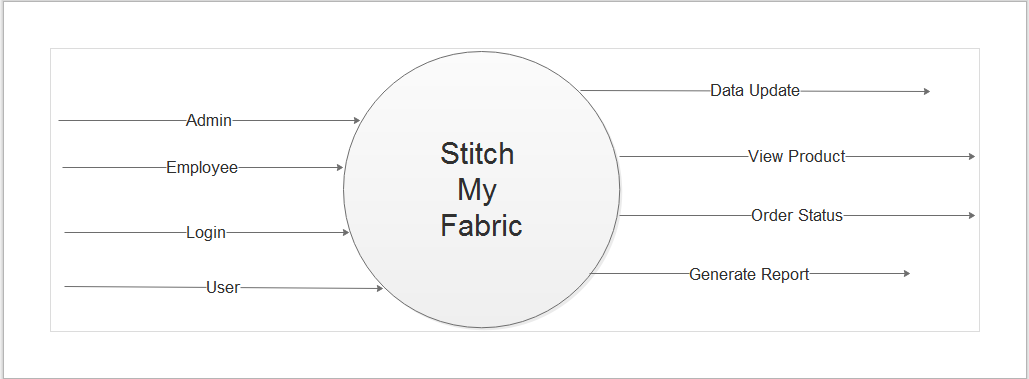 Admin
Employee
Login
User
Stitch
My
Fabric
Data Update
View Product
Order Status
Generate Report